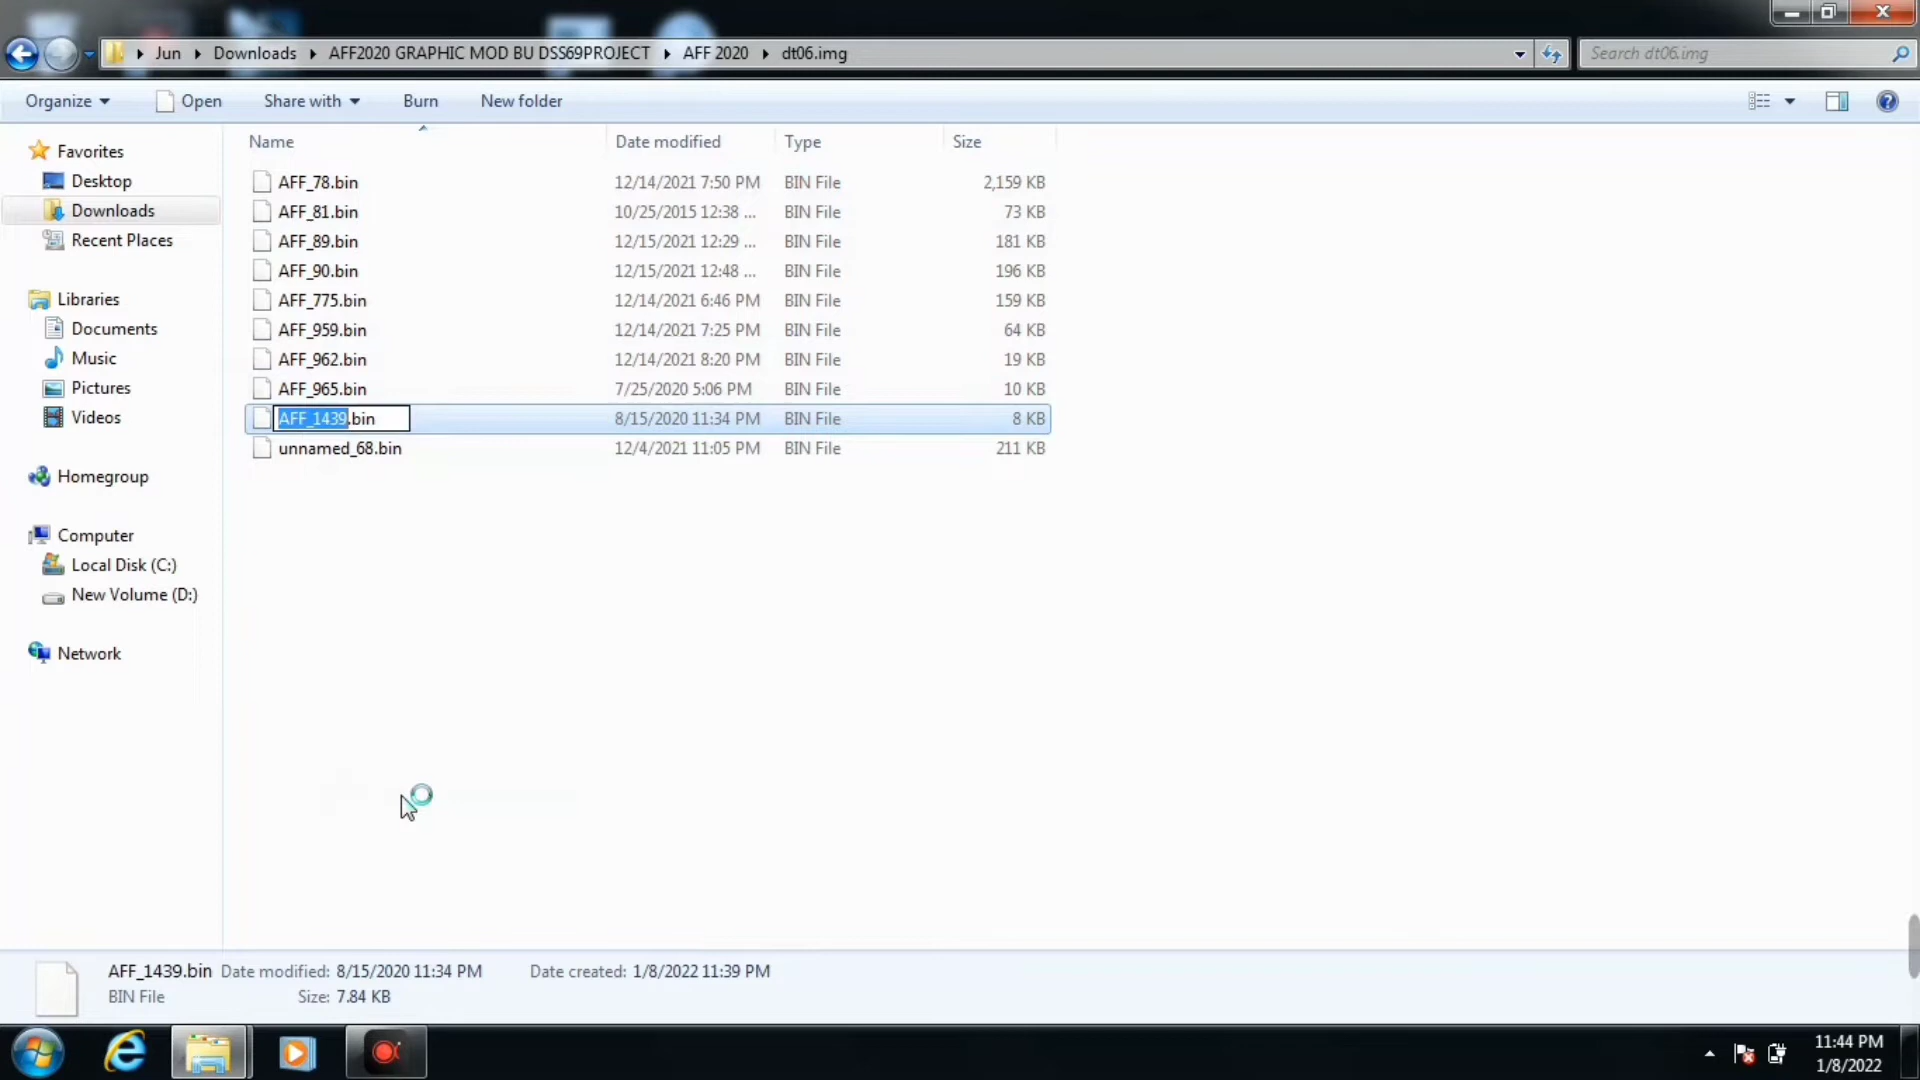 Jun Downloads AFF2020 GRAPHIC MOD BU DSS69PROJECT AFF 2020 dt06.img Search dt06.img
Organize Open Share with Burn New folder
Name Date modified Type Size
Favorites
Desktop
Downloads
Recent Places
Libraries
Documents
Music
Pictures
Videos
Homegroup
Computer
Local Disk (C:)
New Volume (D:)
Network
AFF_78.bin 12/14/2021 7:50 PM BIN File 2,159 KB
AFF_81.bin 10/25/2015 12:38 ... BIN File 73 KB
AFF_89.bin 12/15/2021 12:29 ... BIN File 181 KB
AFF_90.bin 12/15/2021 12:48 ... BIN File 196 KB
AFF_775.bin 12/14/2021 6:46 PM BIN File 159 KB
AFF_959.bin 12/14/2021 7:25 PM BIN File 64 KB
AFF_962.bin 12/14/2021 8:20 PM BIN File 19 KB
AFF_965.bin 7/25/2020 5:06 PM BIN File 10 KB
AFF_1439.bin 8/15/2020 11:34 PM BIN File 8 KB
unnamed_68.bin 12/4/2021 11:05 PM BIN File 211 KB
AFF_1439.bin Date modified: 8/15/2020 11:34 PM Date created: 1/8/2022 11:39 PM
BIN File Size: 7.84 KB
11:44 PM
1/8/2022